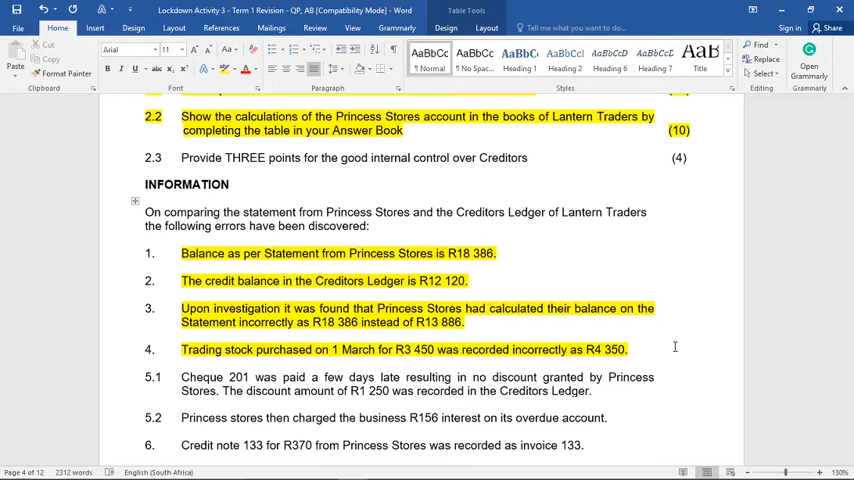 Lockdown Activity 3 - Term 1 Revision - QP, AB [Compatibility Mode] - Word
Table Tools
Sign in
Share
File
Home
Insert
Draw
Design
Layout
References
Mailings
Review
View
Grammarly
Design
Layout
Tell me what you want to do...
Paste
Cut
Copy
Format Painter
Clipboard
Arial
11
Aa
B I U abc X₂ X²
Font
Paragraph
AaBbCc AaBbCc AaBbCc AaBbCc AaBbCc AaBbCc AaB
¶ Normal
¶ No Spac...
Heading 1
Heading 2
Heading 6
Heading 7
Title
Styles
Find
Replace
Select
Editing
Open
Grammarly
Grammarly
2.2 Show the calculations of the Princess Stores account in the books of Lantern Traders by
completing the table in your Answer Book (10)
2.3 Provide THREE points for the good internal control over Creditors (4)
INFORMATION
On comparing the statement from Princess Stores and the Creditors Ledger of Lantern Traders
the following errors have been discovered:
1. Balance as per Statement from Princess Stores is R18 386.
2. The credit balance in the Creditors Ledger is R12 120.
3. Upon investigation it was found that Princess Stores had calculated their balance on the
Statement incorrectly as R18 386 instead of R13 886.
4. Trading stock purchased on 1 March for R3 450 was recorded incorrectly as R4 350.
5.1 Cheque 201 was paid a few days late resulting in no discount granted by Princess
Stores. The discount amount of R1 250 was recorded in the Creditors Ledger.
5.2 Princess stores then charged the business R156 interest on its overdue account.
6. Credit note 133 for R370 from Princess Stores was recorded as invoice 133.
Page 4 of 12
2312 words
English (South Africa)
130%